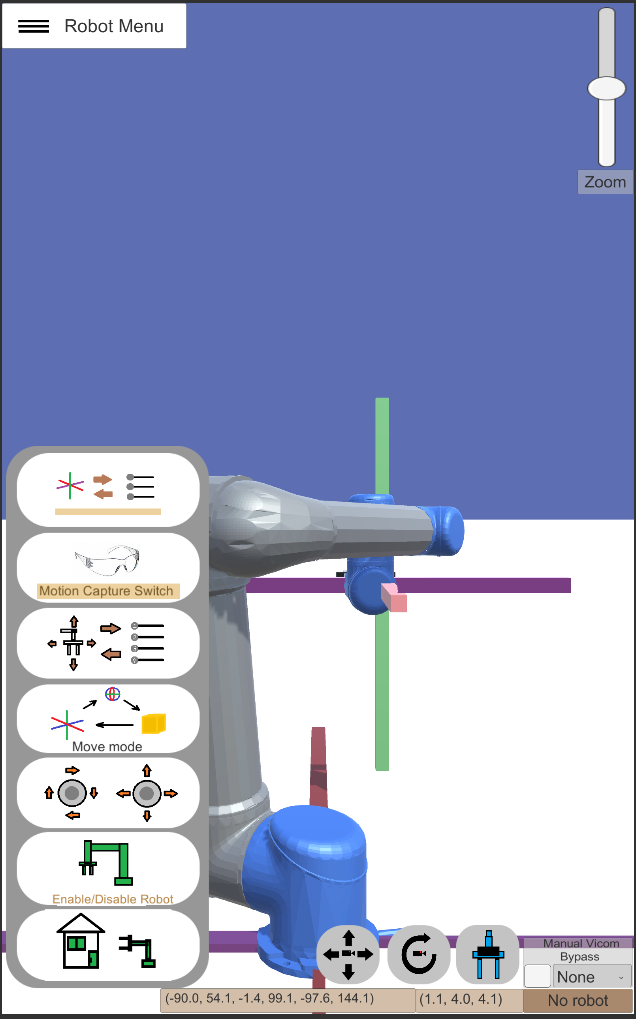 Robot Menu
Zoom
Motion Capture Switch
Move mode
Enable/Disable Robot
Manual Vicom
Bypass
None
(-90.0, 54.1, -1.4, 99.1, -97.6, 144.1)
(1.1, 4.0, 4.1)
No robot